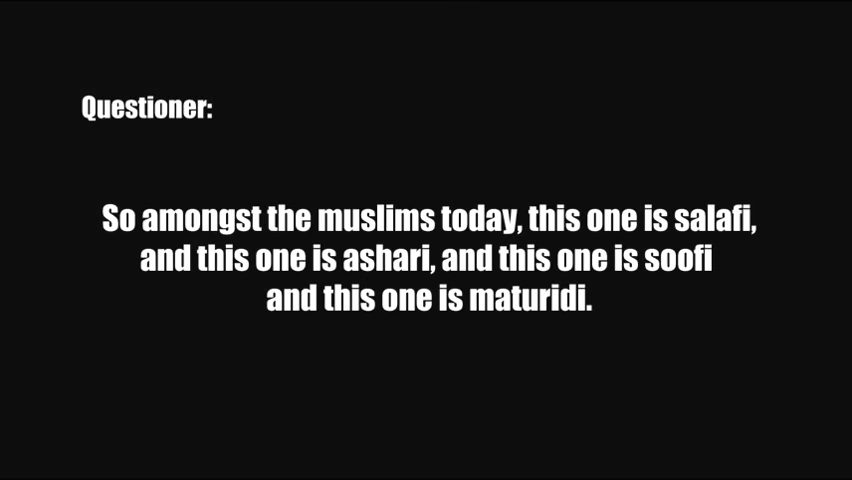 Questioner:
So amongst the muslims today, this one is salafi,
and this one is ashari, and this one is soofi
and this one is maturidi.